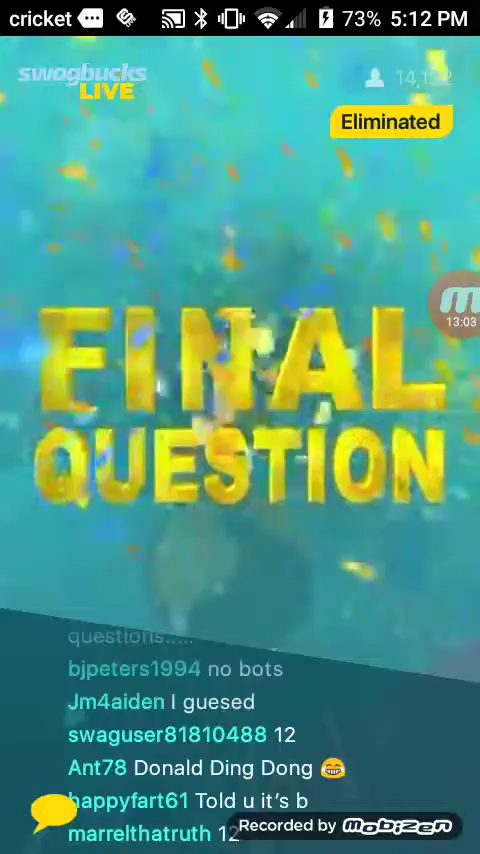 cricket 73% 5:12 PM
swagbucks
LIVE
Eliminated
FINAL
13:03
QUESTION
questions.....
bjpeters1994 no bots
Jm4aiden I guesed
swaguser81810488 12
Ant78 Donald Ding Dong 😂
happyfart61 Told u it's b
marrelthatruth 12
Recorded by mobizen